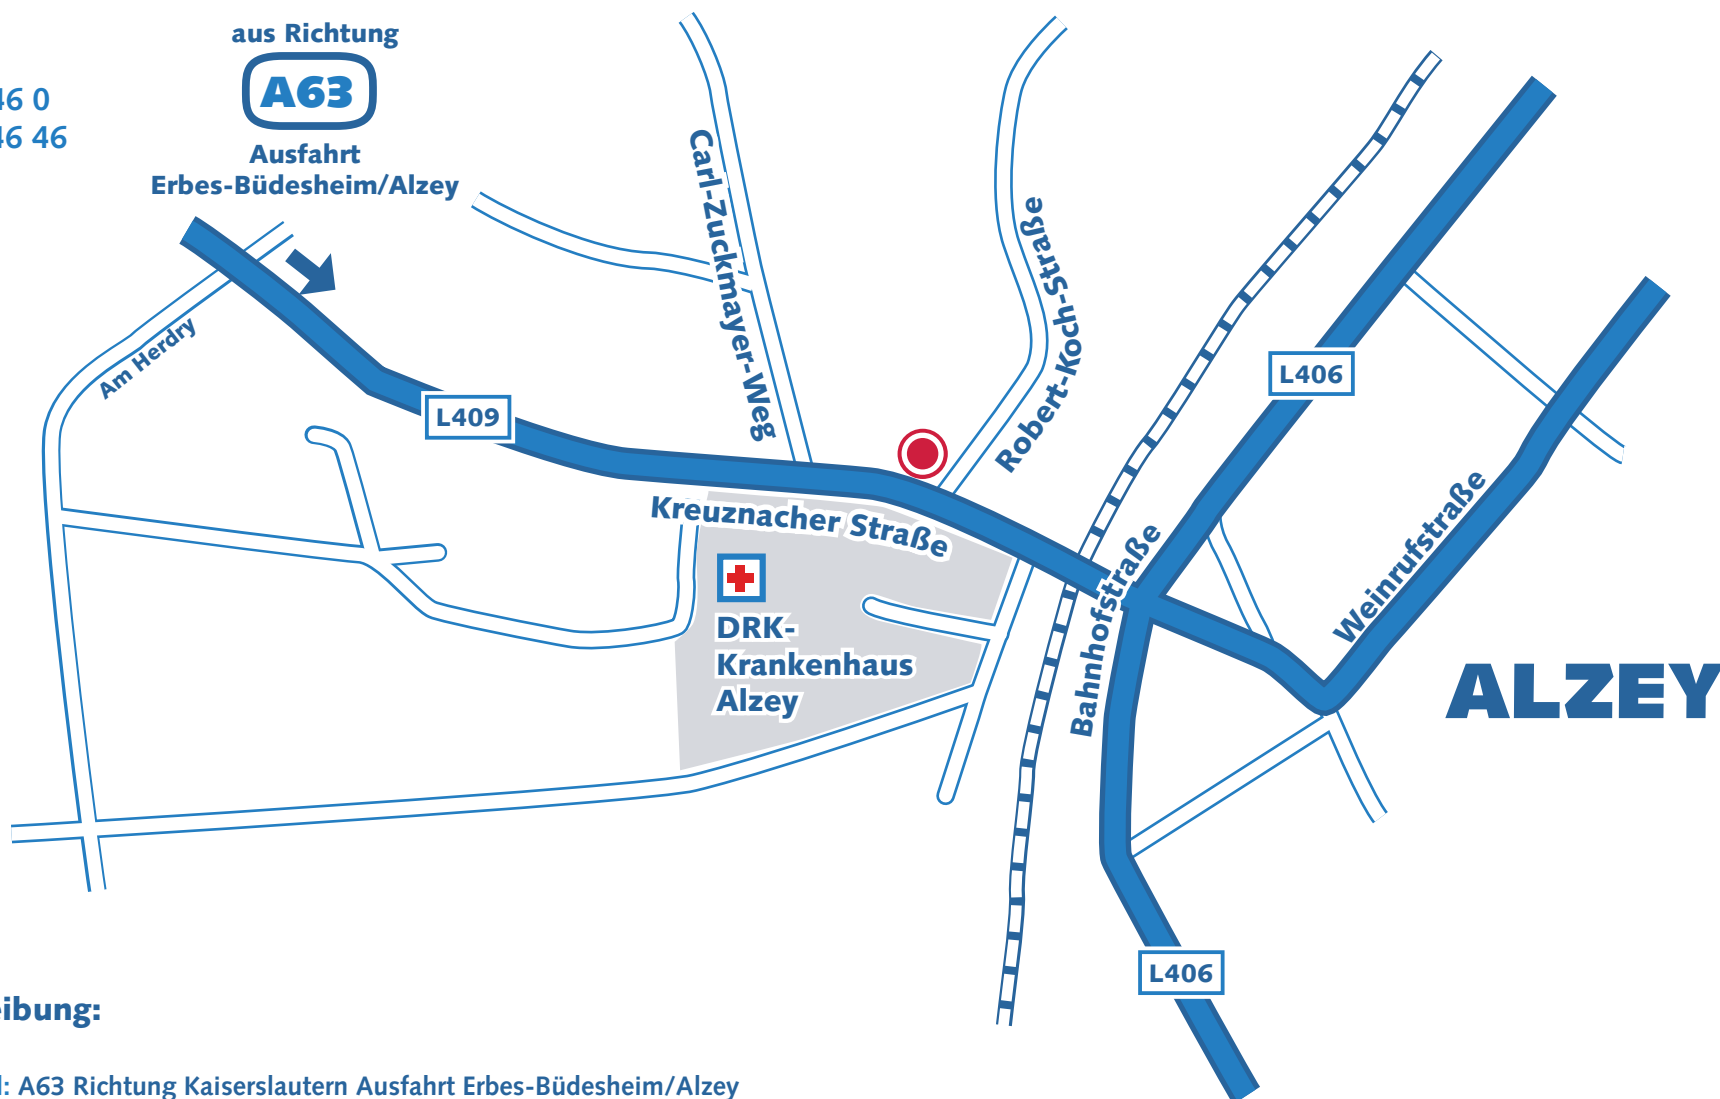 aus Richtung
A63
Ausfahrt
Erbes-Büdesheim/Alzey
46 0
46 46
Carl-Zuckmayer-Weg
Robert-Koch-Straße
Am Herdry
L409
L406
Kreuznacher Straße
Bahnhofstraße
Weinrufstraße
DRK-
Krankenhaus
Alzey
ALZEY
L406
eibung:
: A63 Richtung Kaiserslautern Ausfahrt Erbes-Büdesheim/Alzey